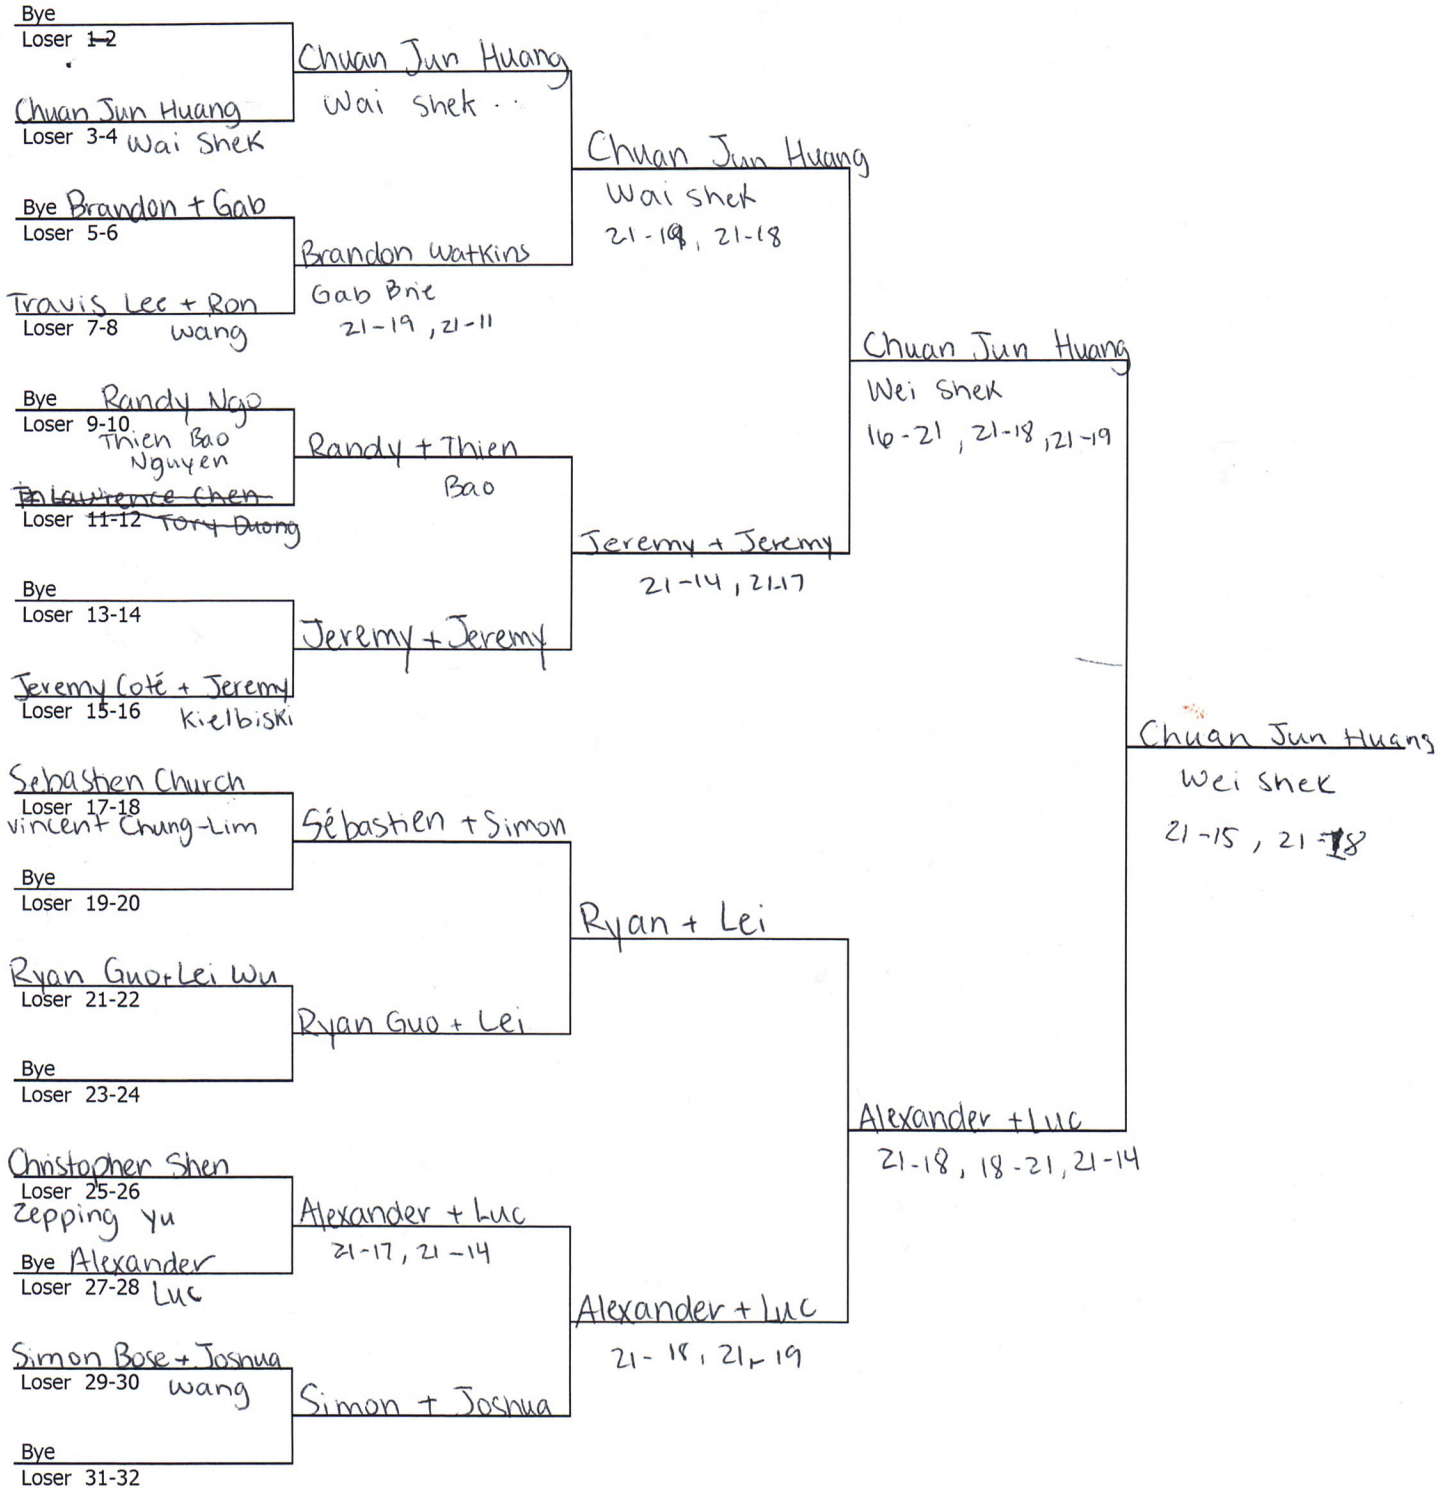 Bye
Loser 1-2
Chuan Jun Huang
Loser 3-4 Wai Shek
Bye Brandon + Gab
Loser 5-6
Travis Lee + Ron
Loser 7-8 Wang
Bye Randy Ngo
Loser 9-10
Thien Bao
Nguyen
Lawrence Chen
Loser 11-12 Tory Duong
Bye
Loser 13-14
Jeremy Coté + Jeremy
Loser 15-16 Kielbiski
Sebastien Church
Loser 17-18
Vincent Chung-Lim
Bye
Loser 19-20
Ryan Guo + Lei Wu
Loser 21-22
Bye
Loser 23-24
Christopher Shen
Loser 25-26
Zepping Yu
Bye Alexander
Loser 27-28 Luc
Simon Bose + Joshua
Loser 29-30 Wang
Bye
Loser 31-32
Chuan Jun Huang
Wai Shek
Brandon Watkins
Gab Brie
21-19, 21-11
Randy + Thien
Bao
Jeremy + Jeremy
Sébastien + Simon
Ryan Guo + Lei
Alexander + Luc
21-17, 21-14
Simon + Joshua
Chuan Jun Huang
Wai Shek
21-18
Jeremy + Jeremy
21-14, 21-17
Ryan + Lei
Alexander + Luc
21-18, 21-19
Chuan Jun Huang
Wei Shek
16-21, 21-18, 21-19
Alexander + Luc
21-18, 18-21, 21-14
Chuan Jun Huang
Wei Shek
21-15, 21-18